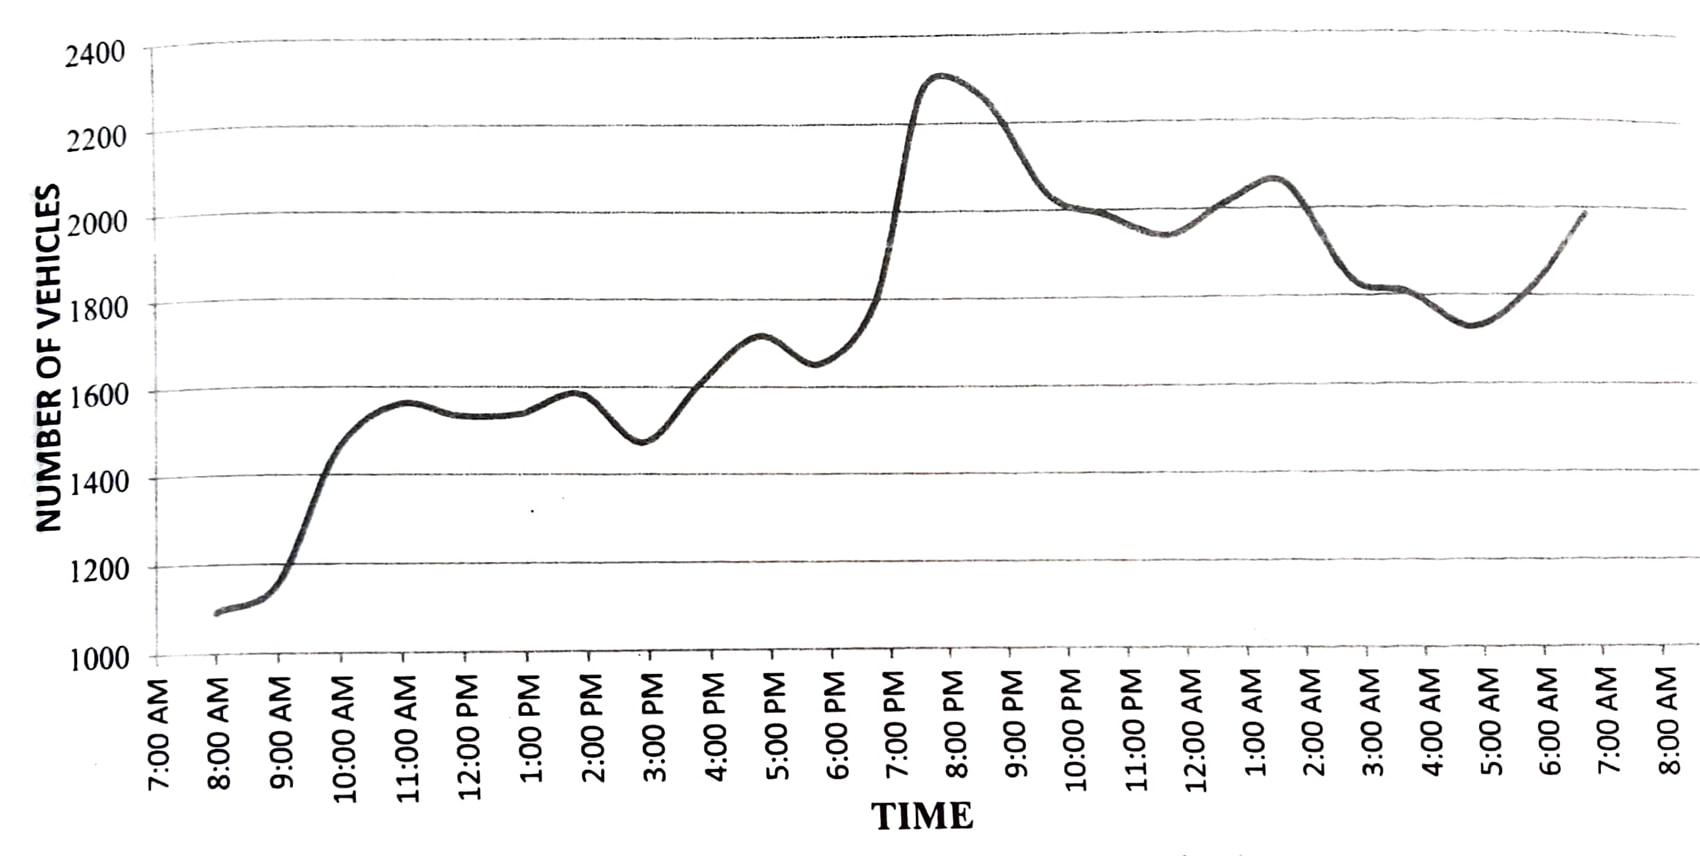 2400
2200
2000
1800
1600
1400
1200
1000
NUMBER OF VEHICLES
7:00 AM
8:00 AM
9:00 AM
10:00 AM
11:00 AM
12:00 PM
1:00 PM
2:00 PM
3:00 PM
4:00 PM
5:00 PM
6:00 PM
7:00 PM
8:00 PM
9:00 PM
10:00 PM
11:00 PM
12:00 AM
1:00 AM
2:00 AM
3:00 AM
4:00 AM
5:00 AM
6:00 AM
7:00 AM
8:00 AM
TIME